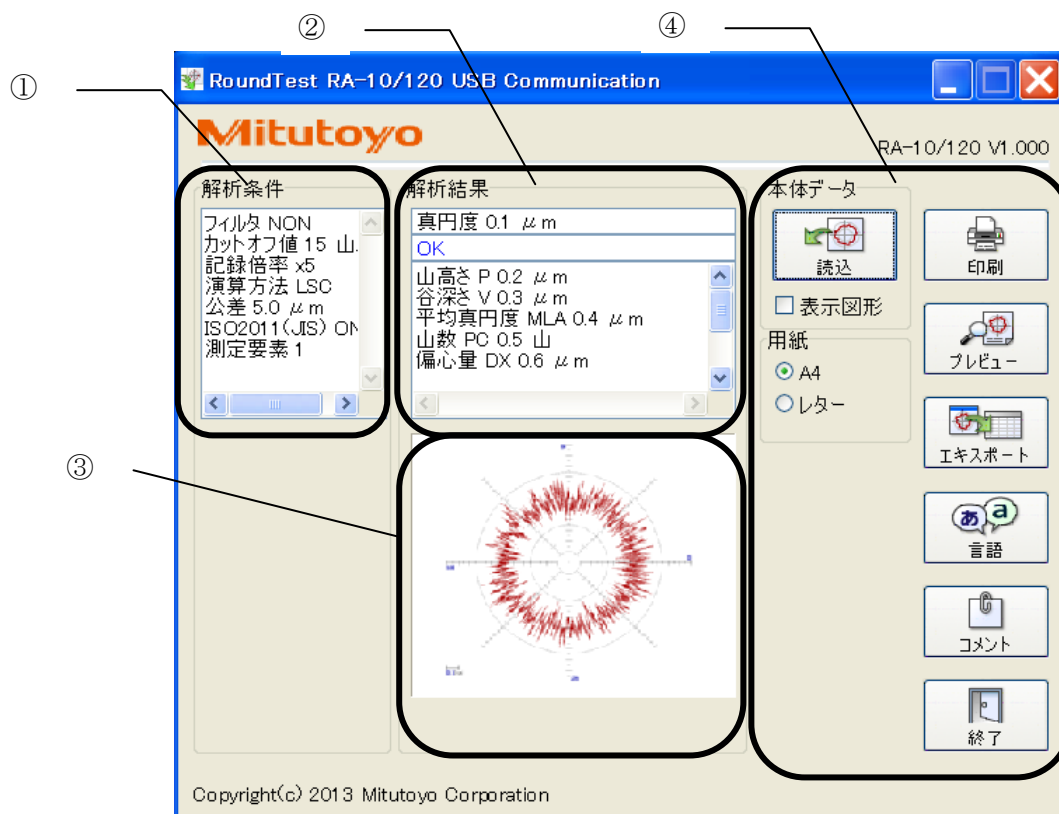 ②
④
①
RoundTest RA-10/120 USB Communication
Mitutoyo
RA-10/120 V1.000
解析条件
フィルタ NON
カットオフ値 15 山
記録倍率 x5
演算方法 LSC
公差 5.0 μm
ISO2011(JIS) ON
測定要素 1
解析結果
真円度 0.1 μm
OK
山高さ P 0.2 μm
谷深さ V 0.3 μm
平均真円度 MLA 0.4 μm
山数 PC 0.5 山
偏心量 DX 0.6 μm
③
本体データ
読込
表示図形
用紙
A4
レター
印刷
プレビュー
エキスポート
あ a
言語
コメント
終了
Copyright(c) 2013 Mitutoyo Corporation